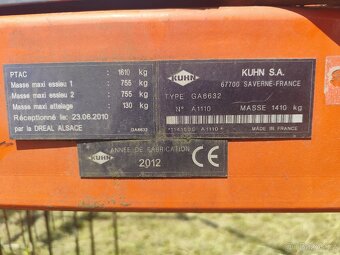 PTAC : 1610 kg
Masse maxi essieu 1 : 755 kg
Masse maxi essieu 2 : 755 kg
Masse maxi attelage : 130 kg
Réceptionné le: 23.06.2010
par la DREAL ALSACE
GA6632
KUHN
KUHN S.A.
67700 SAVERNE-FRANCE
TYPE GA6632
N° A1110 MASSE 1410 kg
A1110 *
MADE IN FRANCE
KUHN
ANNÉE DE FABRICATION
2012
CE